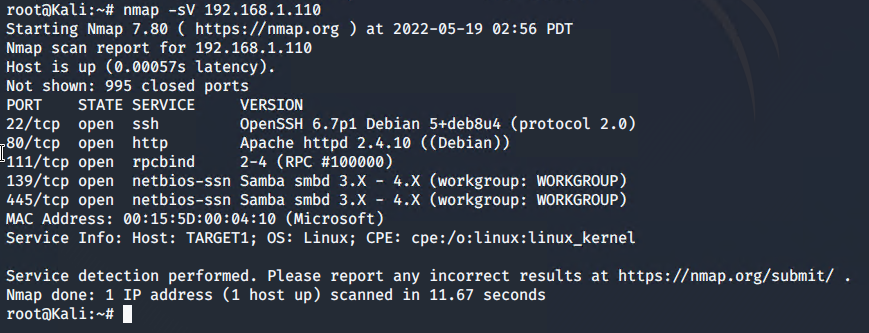 root@Kali:~# nmap -sV 192.168.1.110
Starting Nmap 7.80 ( https://nmap.org ) at 2022-05-19 02:56 PDT
Nmap scan report for 192.168.1.110
Host is up (0.00057s latency).
Not shown: 995 closed ports
PORT    STATE SERVICE     VERSION
22/tcp  open  ssh         OpenSSH 6.7p1 Debian 5+deb8u4 (protocol 2.0)
80/tcp  open  http        Apache httpd 2.4.10 ((Debian))
111/tcp open  rpcbind     2-4 (RPC #100000)
139/tcp open  netbios-ssn Samba smbd 3.X - 4.X (workgroup: WORKGROUP)
445/tcp open  netbios-ssn Samba smbd 3.X - 4.X (workgroup: WORKGROUP)
MAC Address: 00:15:5D:00:04:10 (Microsoft)
Service Info: Host: TARGET1; OS: Linux; CPE: cpe:/o:linux:linux_kernel

Service detection performed. Please report any incorrect results at https://nmap.org/submit/ .
Nmap done: 1 IP address (1 host up) scanned in 11.67 seconds
root@Kali:~#